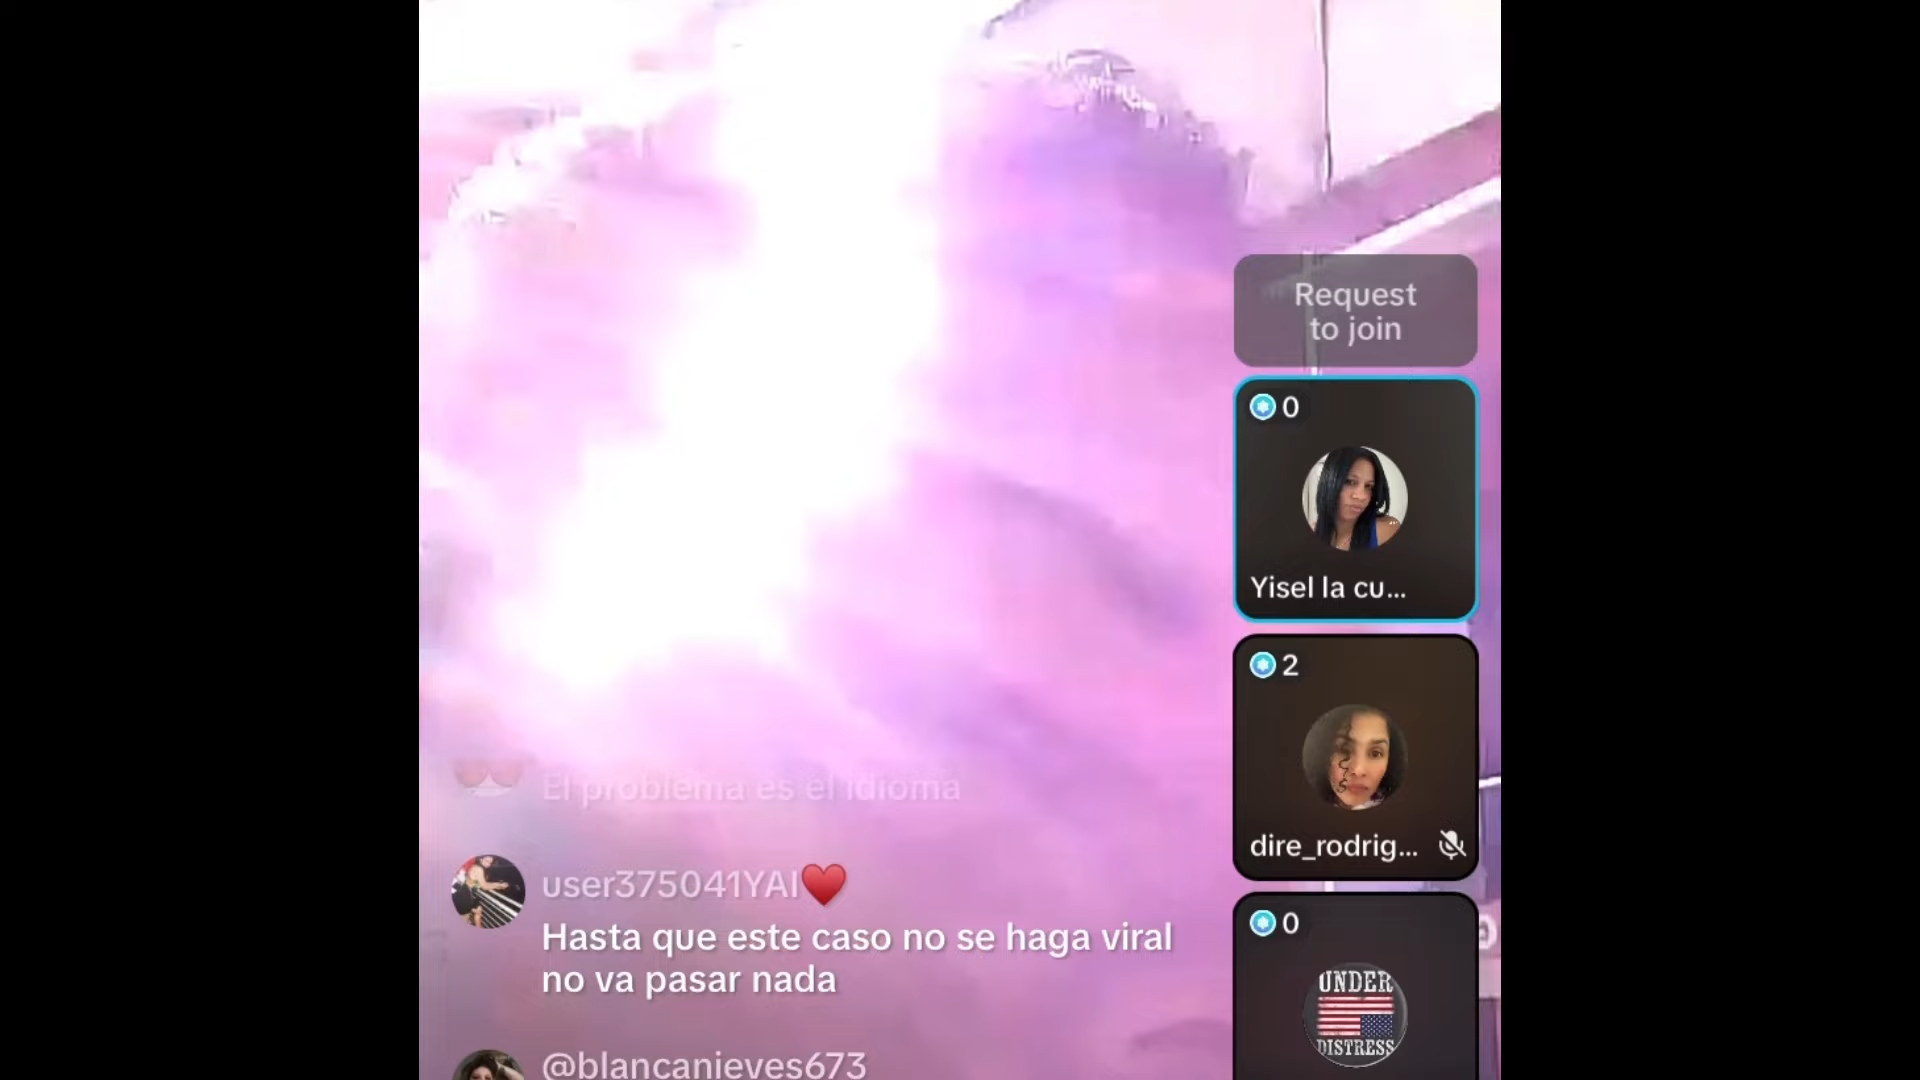 Request
to join
0
Yisel la cu...
2
dire_rodrig...
0
UNDER
DISTRESS
El problema es el idioma
user375041YAI❤️
Hasta que este caso no se haga viral
no va pasar nada
@blancanieves673